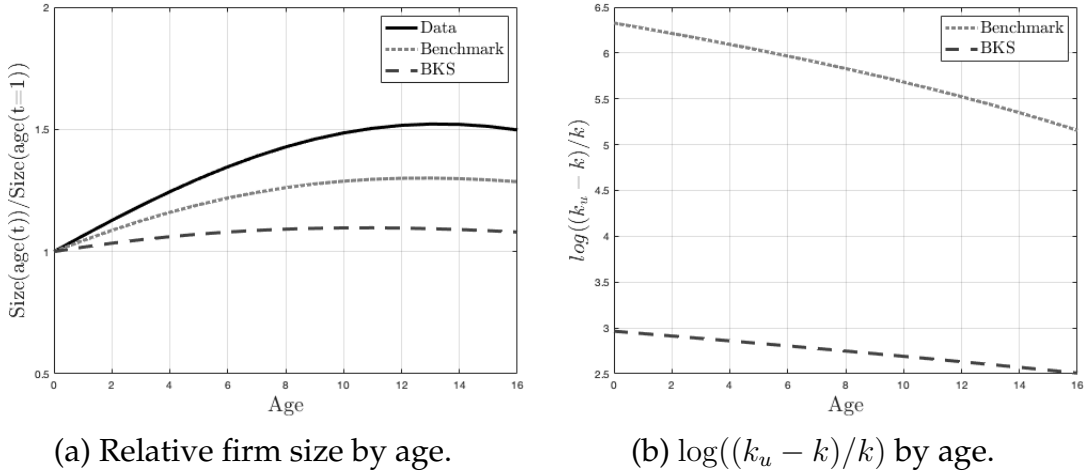 2
1.5
1
0.5
Size(age(t))/Size(age(t=1))
Data
Benchmark
BKS
0 2 4 6 8 10 12 14 16
Age
(a) Relative firm size by age.
6.5
6
5.5
5
4.5
4
3.5
3
2.5
log((k_u − k)/k)
Benchmark
BKS
0 2 4 6 8 10 12 14 16
Age
(b) log((k_u − k)/k) by age.